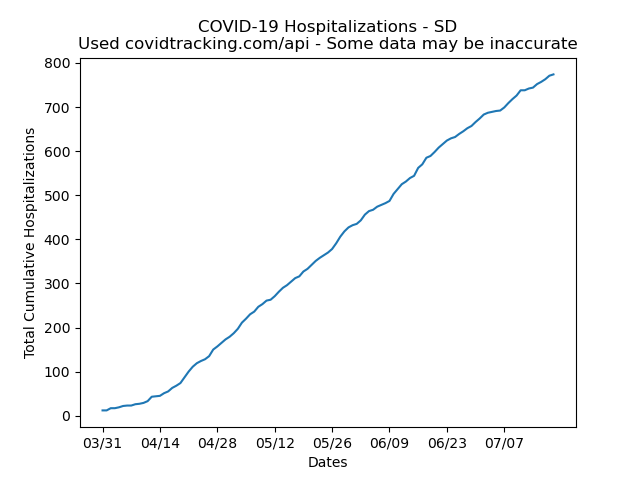 COVID-19 Hospitalizations - SD
Used covidtracking.com/api - Some data may be inaccurate
Total Cumulative Hospitalizations
800
700
600
500
400
300
200
100
0
03/31 04/14 04/28 05/12 05/26 06/09 06/23 07/07
Dates